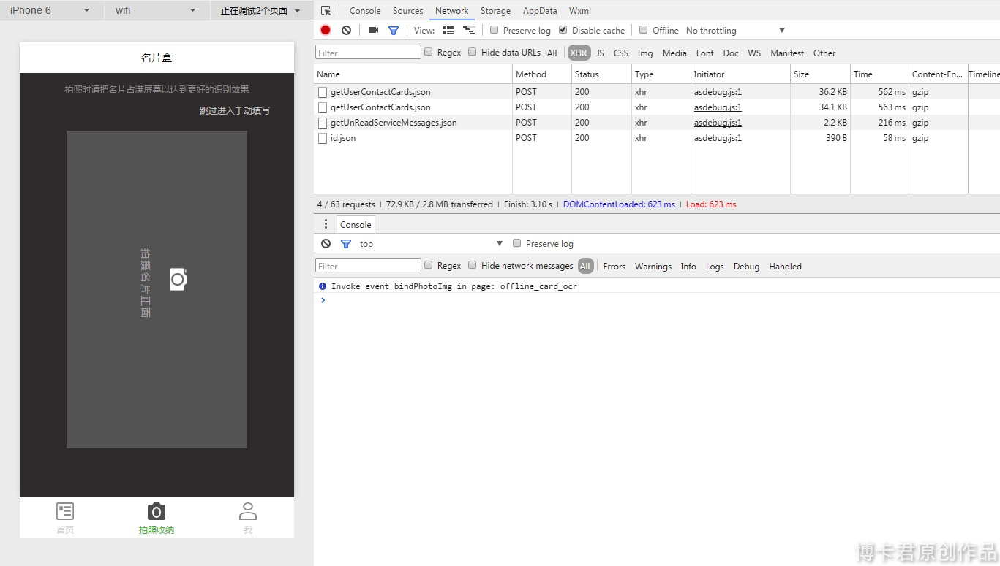 iPhone 6 wifi 正在调试2个页面
名片盒
拍照时请把名片占满屏幕以达到更好的识别效果
跳过进入手动填写
拍摄名片正面
首页 拍照收纳 我
Console Sources Network Storage AppData Wxml
View: Preserve log Disable cache Offline No throttling
Filter Regex Hide data URLs All XHR JS CSS Img Media Font Doc WS Manifest Other
Name Method Status Type Initiator Size Time Content-En... Timeline
getUserContactCards.json POST 200 xhr asdebug.js:1 36.2 KB 562 ms gzip
getUserContactCards.json POST 200 xhr asdebug.js:1 34.1 KB 563 ms gzip
getUnReadServiceMessages.json POST 200 xhr asdebug.js:1 2.2 KB 216 ms gzip
id.json POST 200 xhr asdebug.js:1 390 B 58 ms gzip
4 / 63 requests | 72.9 KB / 2.8 MB transferred | Finish: 3.10 s | DOMContentLoaded: 623 ms | Load: 623 ms
Console
top Preserve log
Filter Regex Hide network messages All Errors Warnings Info Logs Debug Handled
Invoke event bindPhotoImg in page: offline_card_ocr
博卡君原创作品